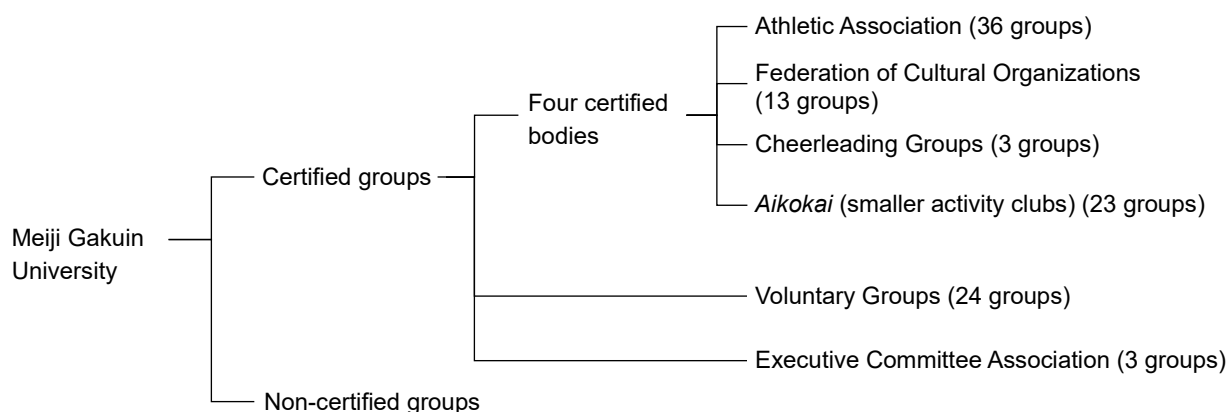 Athletic Association (36 groups)
Federation of Cultural Organizations
(13 groups)
Four certified
bodies
Cheerleading Groups (3 groups)
Certified groups
Aikokai (smaller activity clubs) (23 groups)
Meiji Gakuin
University
Voluntary Groups (24 groups)
Executive Committee Association (3 groups)
Non-certified groups